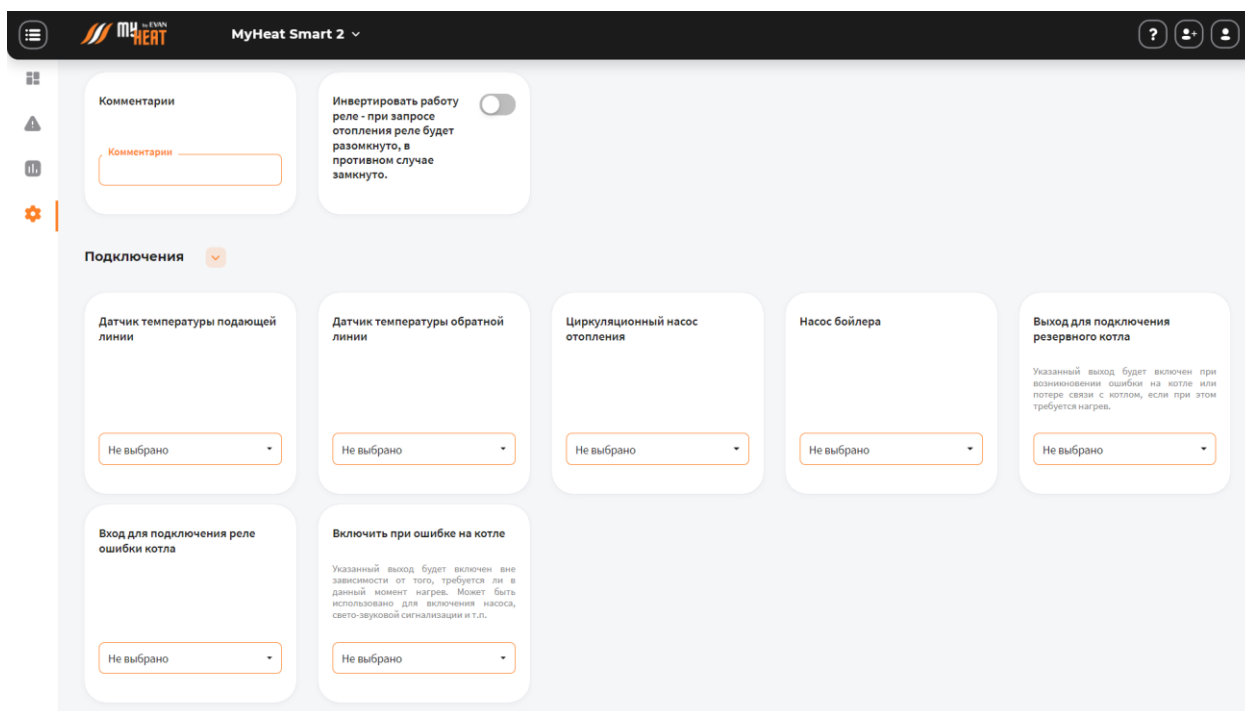 by EVAN
MYHEAT
MyHeat Smart 2
?
Комментарии
Комментарии
Инвертировать работу
реле - при запросе
отопления реле будет
разомкнуто, в
противном случае
замкнуто.
Подключения
Датчик температуры подающей
линии
Не выбрано
Датчик температуры обратной
линии
Не выбрано
Циркуляционный насос
отопления
Не выбрано
Насос бойлера
Не выбрано
Выход для подключения
резервного котла
Указанный выход будет включен при
возникновении ошибки на котле или
потере связи с котлом, если при этом
требуется нагрев.
Не выбрано
Вход для подключения реле
ошибки котла
Не выбрано
Включить при ошибке на котле
Указанный выход будет включен вне
зависимости от того, требуется ли в
данный момент нагрев. Может быть
использовано для включения насоса,
свето-звуковой сигнализации и т.п.
Не выбрано